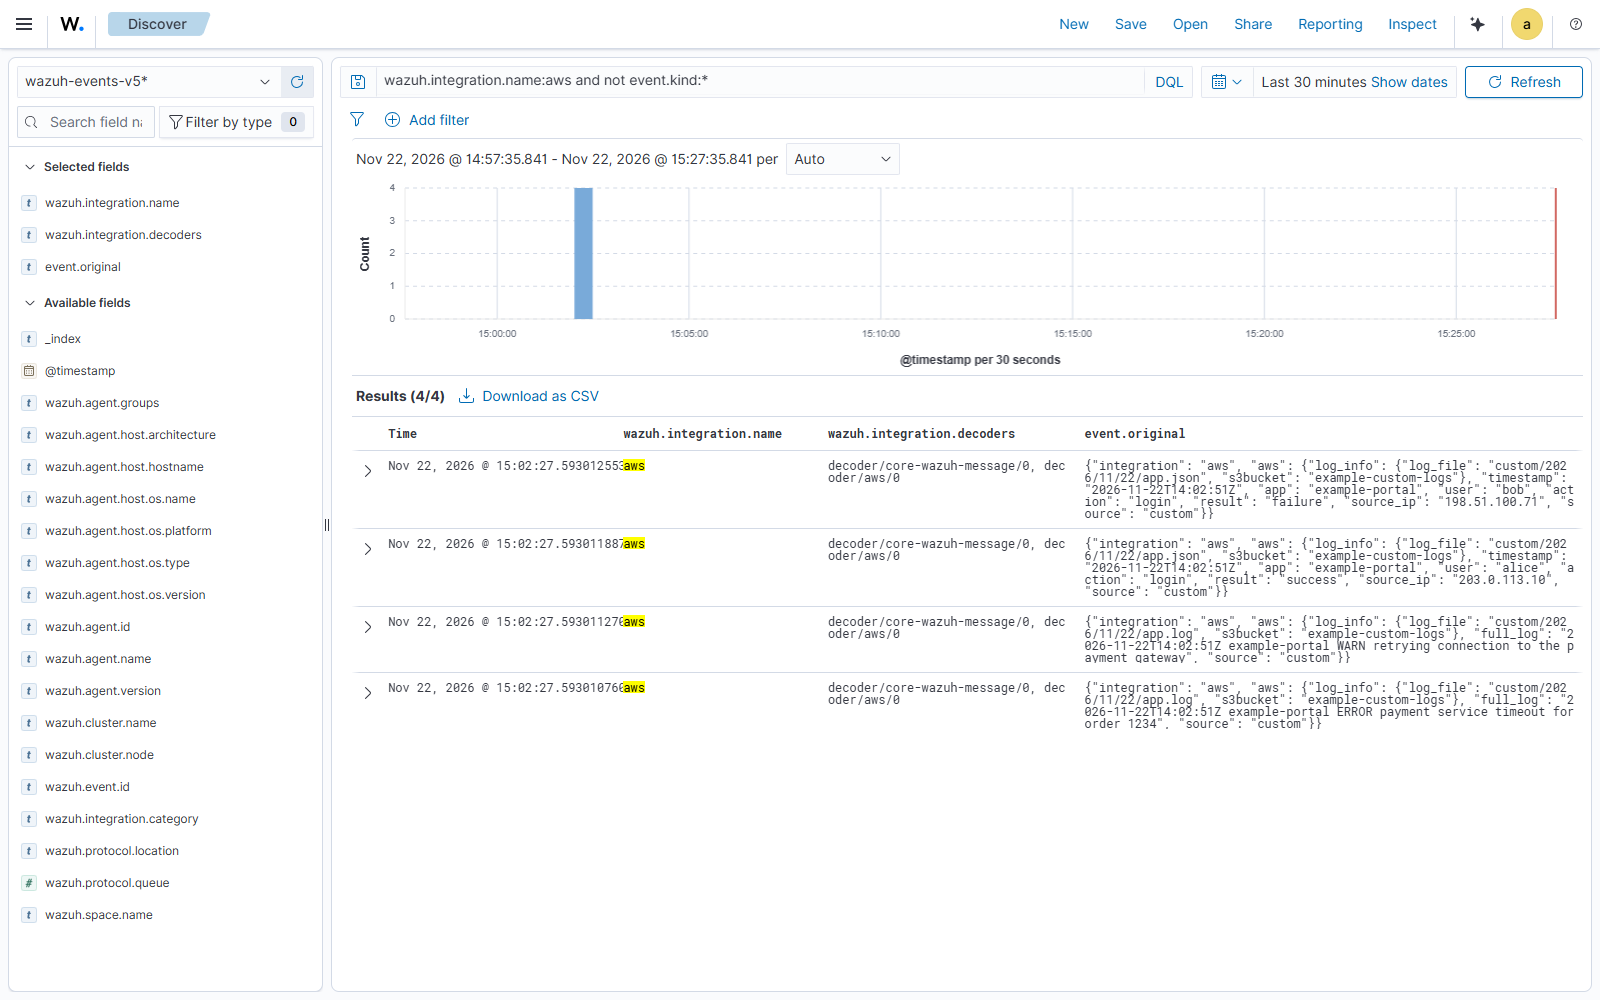 W.
Discover
New
Save
Open
Share
Reporting
Inspect
a
wazuh-events-v5*
wazuh.integration.name:aws and not event.kind:*
DQL
Last 30 minutes Show dates
Refresh
Search field na
Filter by type 0
Add filter
Selected fields
t wazuh.integration.name
t wazuh.integration.decoders
t event.original
Available fields
t _index
@timestamp
t wazuh.agent.groups
t wazuh.agent.host.architecture
t wazuh.agent.host.hostname
t wazuh.agent.host.os.name
t wazuh.agent.host.os.platform
t wazuh.agent.host.os.type
t wazuh.agent.host.os.version
t wazuh.agent.id
t wazuh.agent.name
t wazuh.agent.version
t wazuh.cluster.name
t wazuh.cluster.node
t wazuh.event.id
t wazuh.integration.category
t wazuh.protocol.location
# wazuh.protocol.queue
t wazuh.space.name
Nov 22, 2026 @ 14:57:35.841 - Nov 22, 2026 @ 15:27:35.841 per
Auto
Count
4
3
2
1
0
15:00:00
15:05:00
15:10:00
15:15:00
15:20:00
15:25:00
@timestamp per 30 seconds
Results (4/4)
Download as CSV
Time
wazuh.integration.name
wazuh.integration.decoders
event.original
Nov 22, 2026 @ 15:02:27.593012553
aws
decoder/core-wazuh-message/0, dec
oder/aws/0
{"integration": "aws", "aws": {"log_info": {"log_file": "custom/202
6/11/22/app.json", "s3bucket": "example-custom-logs"}, "timestamp":
"2026-11-22T14:02:51Z", "app": "example-portal", "user": "bob", "act
ion": "login", "result": "failure", "source_ip": "198.51.100.71", "s
ource": "custom"}}
Nov 22, 2026 @ 15:02:27.593011887
aws
decoder/core-wazuh-message/0, dec
oder/aws/0
{"integration": "aws", "aws": {"log_info": {"log_file": "custom/202
6/11/22/app.json", "s3bucket": "example-custom-logs"}, "timestamp":
"2026-11-22T14:02:51Z", "app": "example-portal", "user": "alice", "a
ction": "login", "result": "success", "source_ip": "203.0.113.10",
"source": "custom"}}
Nov 22, 2026 @ 15:02:27.593011270
aws
decoder/core-wazuh-message/0, dec
oder/aws/0
{"integration": "aws", "aws": {"log_info": {"log_file": "custom/202
6/11/22/app.log", "s3bucket": "example-custom-logs"}, "full_log": "2
026-11-22T14:02:51Z example-portal WARN retrying connection to the p
ayment gateway", "source": "custom"}}
Nov 22, 2026 @ 15:02:27.593010760
aws
decoder/core-wazuh-message/0, dec
oder/aws/0
{"integration": "aws", "aws": {"log_info": {"log_file": "custom/202
6/11/22/app.log", "s3bucket": "example-custom-logs"}, "full_log": "2
026-11-22T14:02:51Z example-portal ERROR payment service timeout for
order 1234", "source": "custom"}}